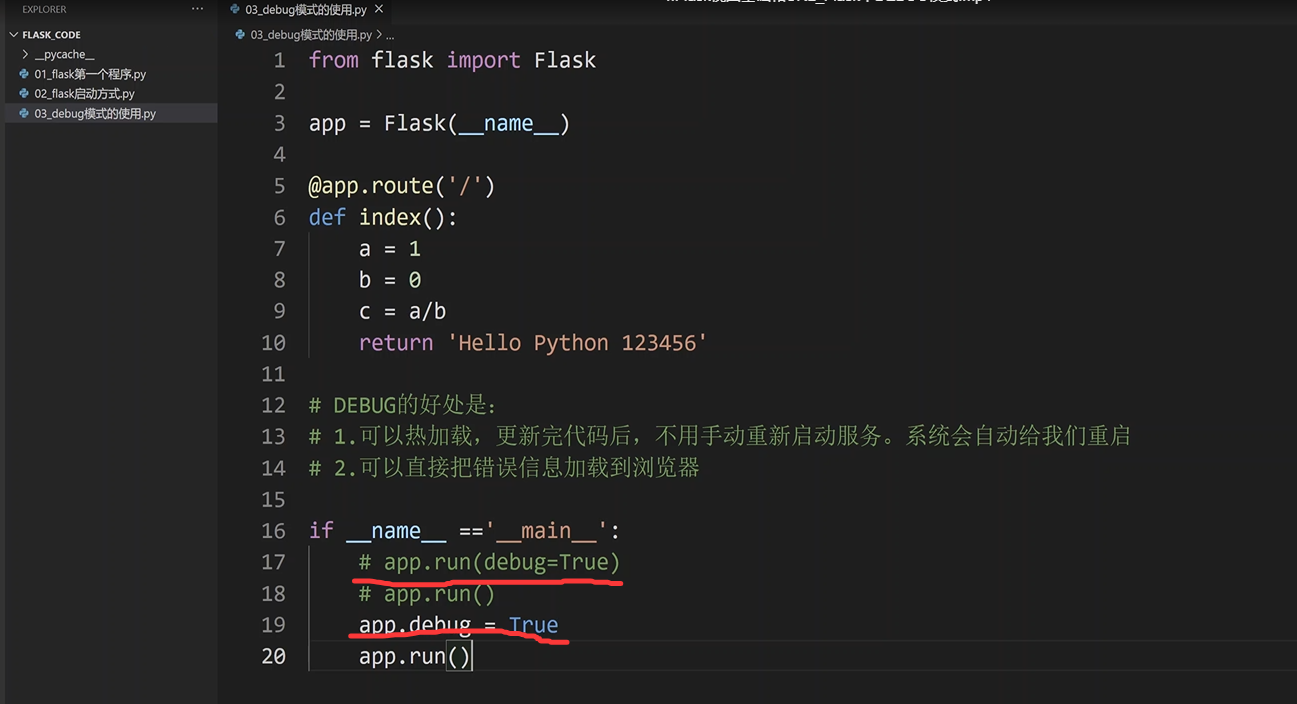 EXPLORER
03_debug模式的使用.py
FLASK_CODE
03_debug模式的使用.py > ...
__pycache__
01_flask第一个程序.py
02_flask启动方式.py
03_debug模式的使用.py
1 from flask import Flask
2
3 app = Flask(__name__)
4
5 @app.route('/')
6 def index():
7 a = 1
8 b = 0
9 c = a/b
10 return 'Hello Python 123456'
11
12 # DEBUG的好处是：
13 # 1.可以热加载，更新完代码后，不用手动重新启动服务。系统会自动给我们重启
14 # 2.可以直接把错误信息加载到浏览器
15
16 if __name__ =='__main__':
17 # app.run(debug=True)
18 # app.run()
19 app.debug = True
20 app.run()